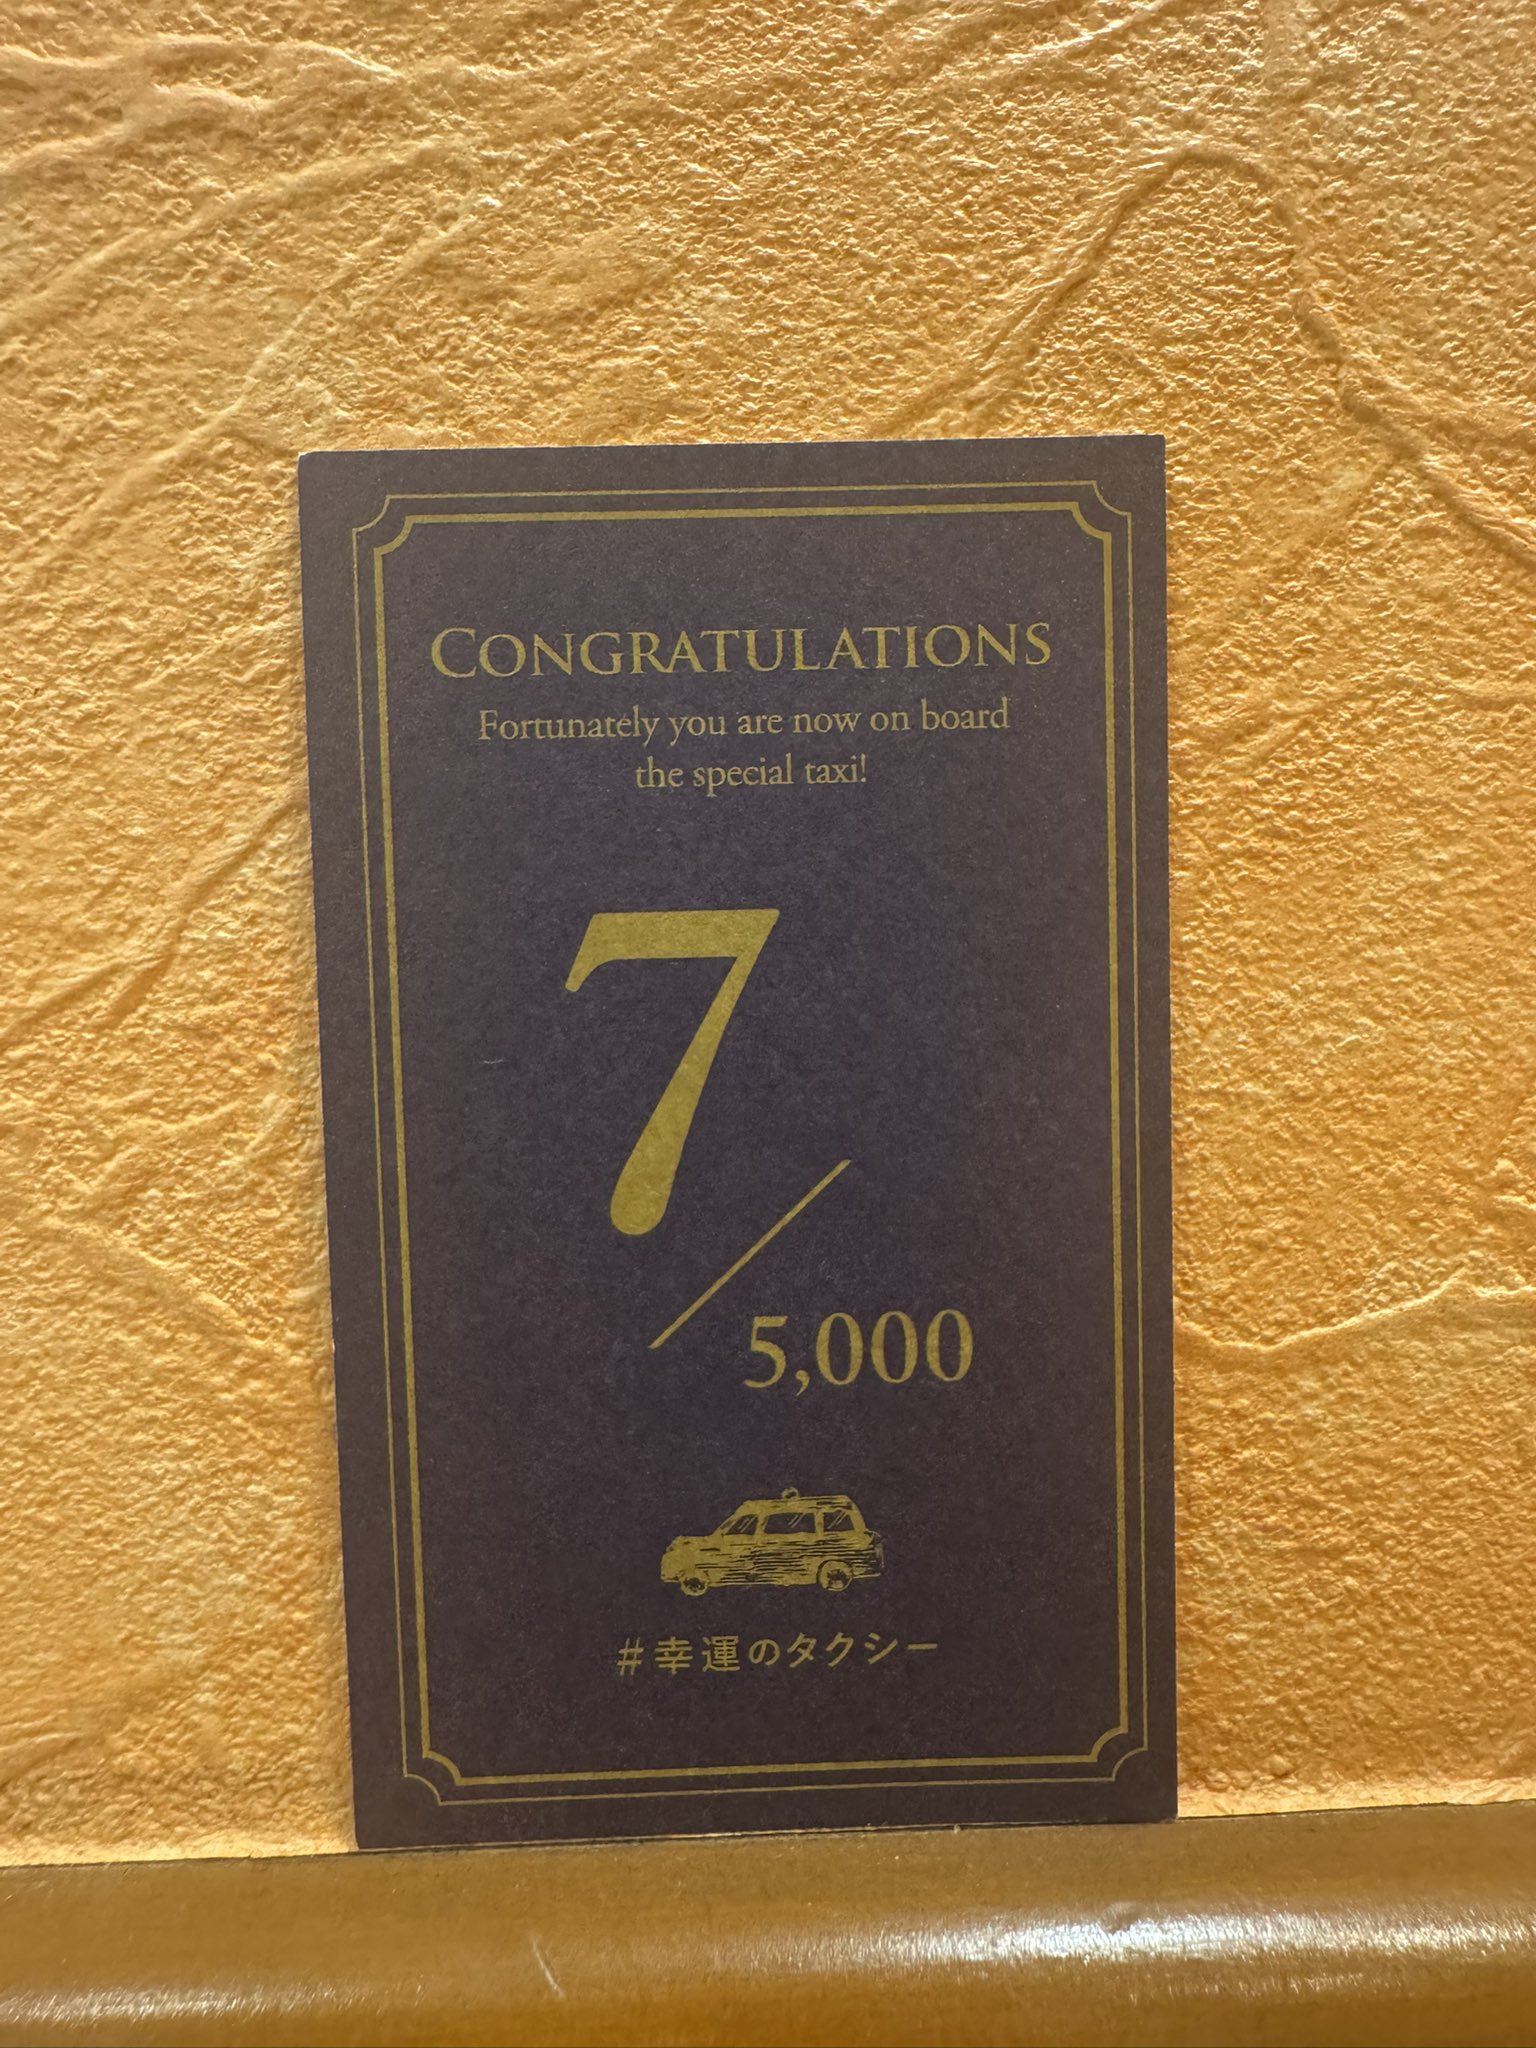 CONGRATULATIONS
Fortunately you are now on board
the special taxi!
7/
5,000
#幸運のタクシー